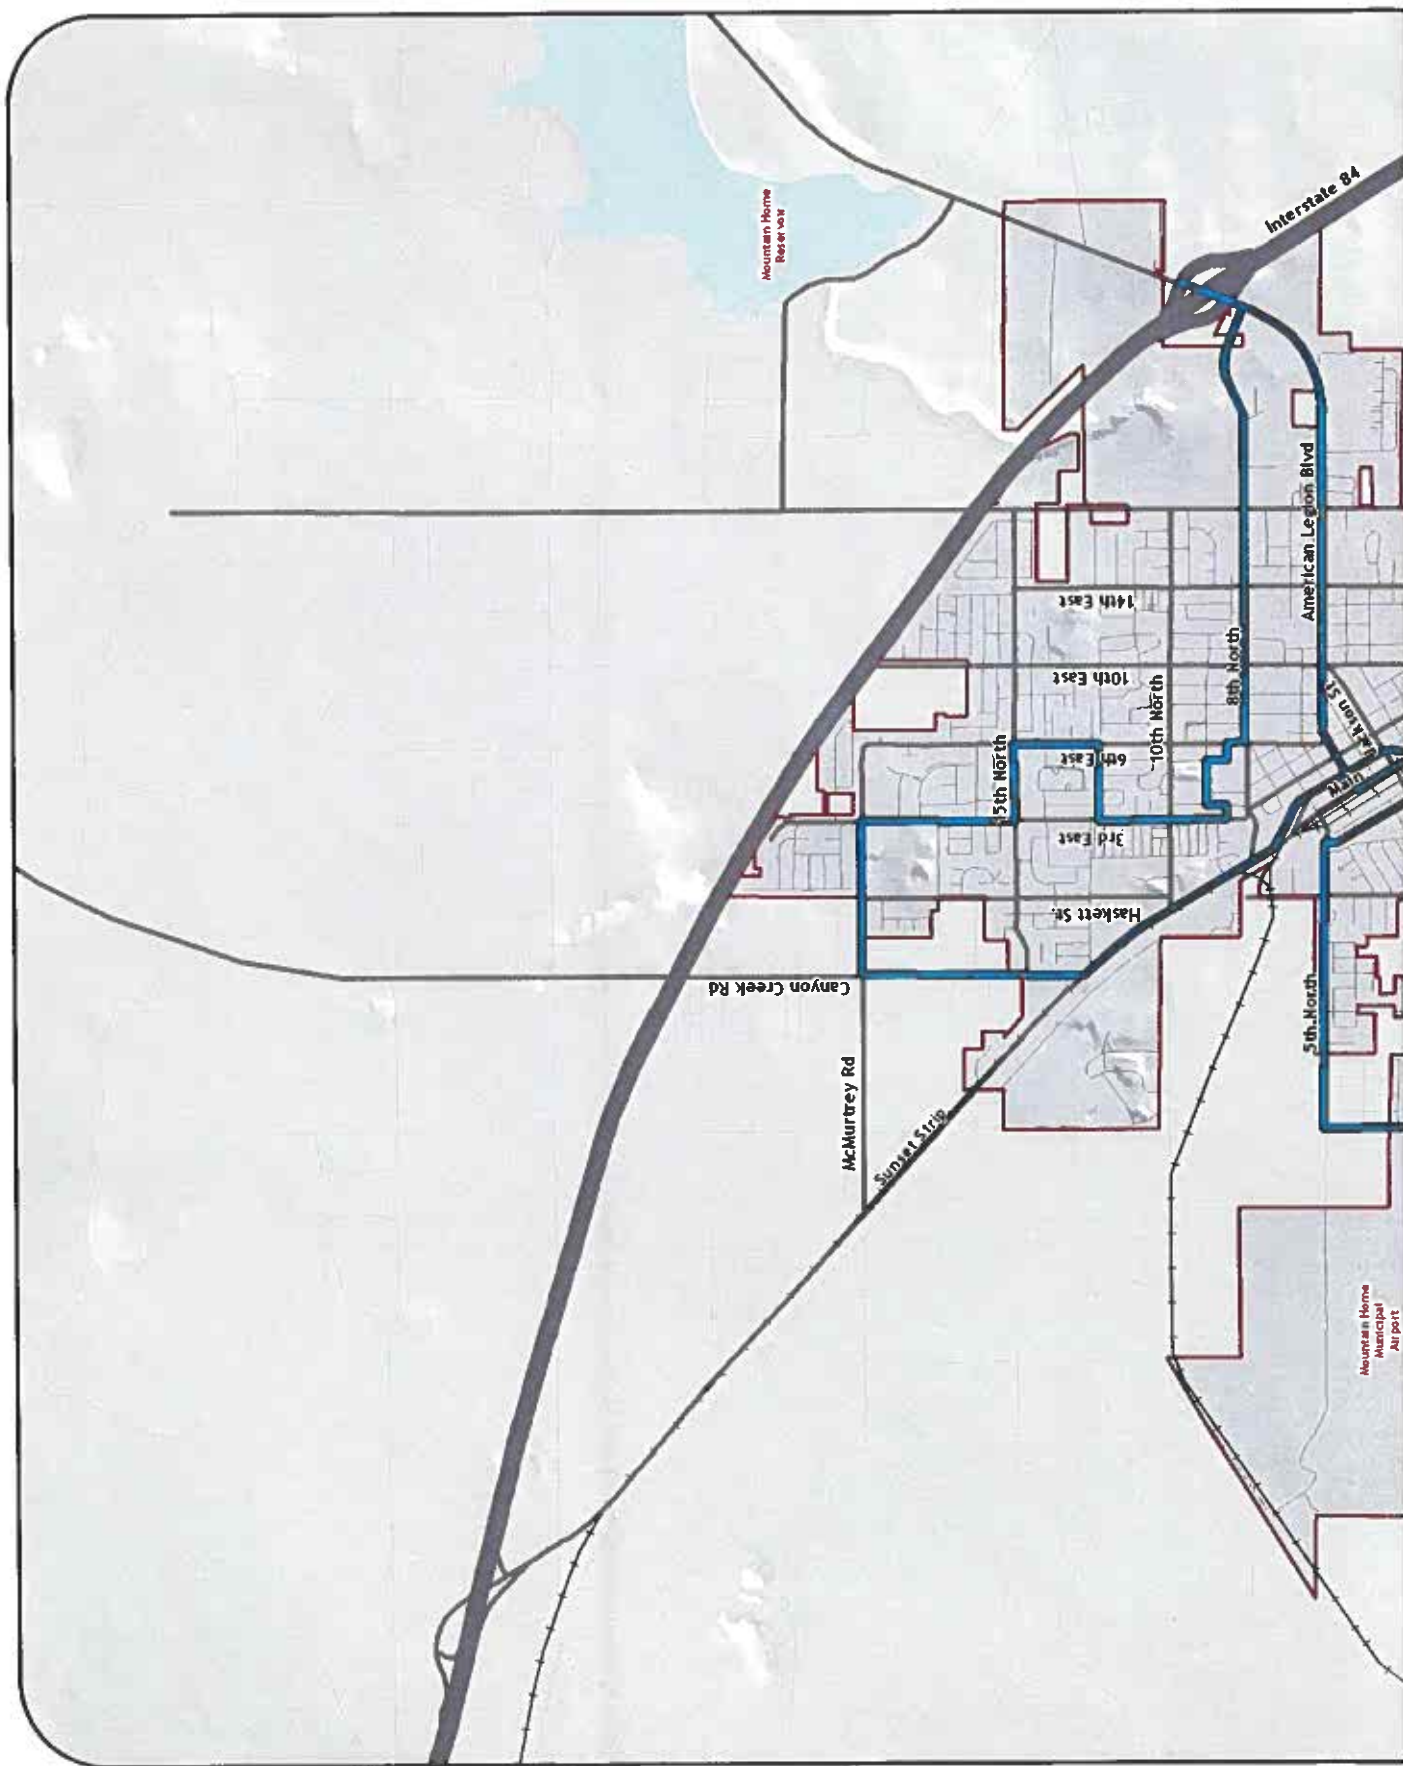 Mountain Home
Reservoir
Interstate 84
American Legion Blvd
14th East
8th North
10th East
10th North
Jackson St
6th East
15th North
Main
3rd East
Haskett St.
Canyon Creek Rd
5th North
McMurtrey Rd
Sunset Strip
Mountain Home
Municipal
Airport